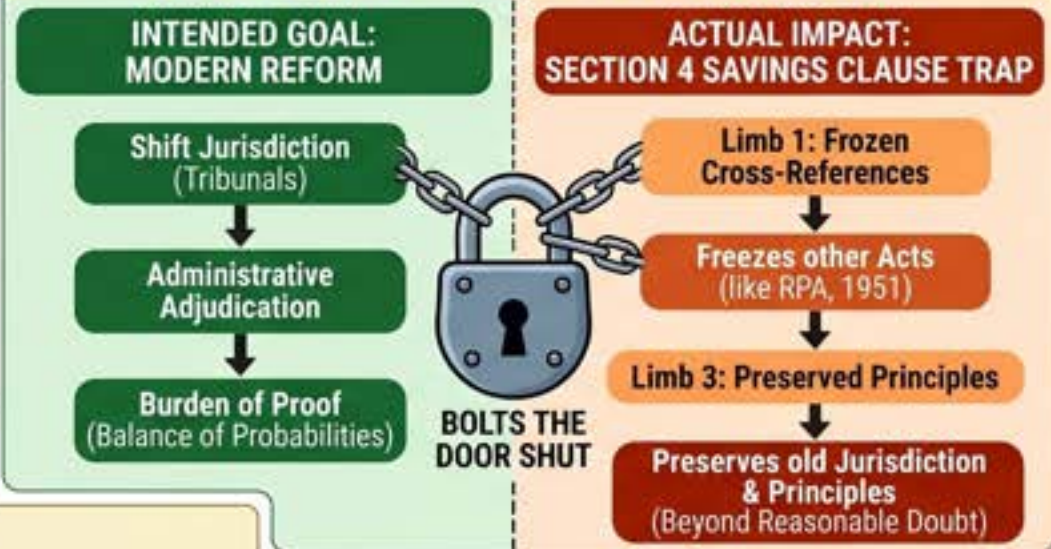 INTENDED GOAL:
MODERN REFORM
Shift Jurisdiction
(Tribunals)
Administrative
Adjudication
Burden of Proof
(Balance of Probabilities)
BOLTS THE
DOOR SHUT
ACTUAL IMPACT:
SECTION 4 SAVINGS CLAUSE TRAP
Limb 1: Frozen
Cross-References
Freezes other Acts
(like RPA, 1951)
Limb 3: Preserved Principles
Preserves old Jurisdiction
& Principles
(Beyond Reasonable Doubt)